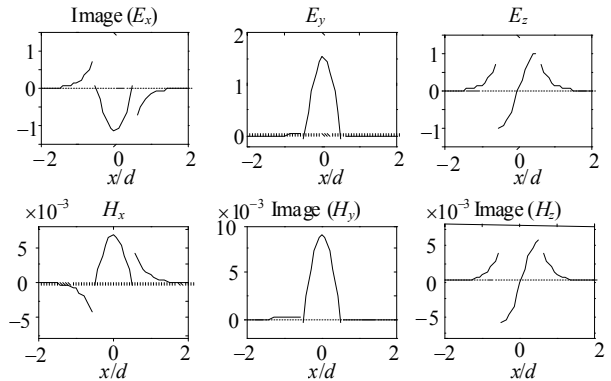 Image (Ex) Ey Ez
1 0 −1
2 1 0
1 0 −1
−2 0 2 −2 0 2 −2 0 2
x/d x/d x/d
×10−3 Hx ×10−3 Image (Hy) ×10−3 Image (Hz)
5 0 −5
10 5 0
5 0 −5
−2 0 2 −2 0 2 −2 0 2
x/d x/d x/d